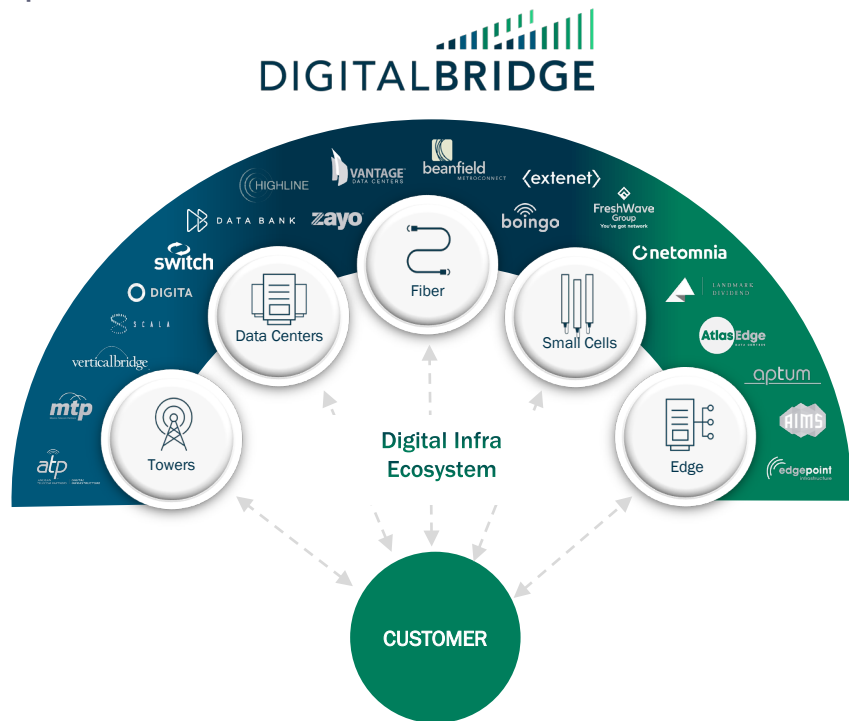 DIGITALBRIDGE
HIGHLINE
VANTAGE
DATA CENTERS
beanfield
METROCONNECT
extenet
FreshWave
Group
You've got network
DATA BANK
zayo
boingo
switch
netomnia
DIGITA
LANDMARK
DIVIDEND
SCALA
AtlasEdge
DATA CENTRES
verticalbridge
aptum
mtp
AIMS
atp
edgepoint
infrastructure
Fiber
Data Centers
Small Cells
Towers
Edge
Digital Infra
Ecosystem
CUSTOMER